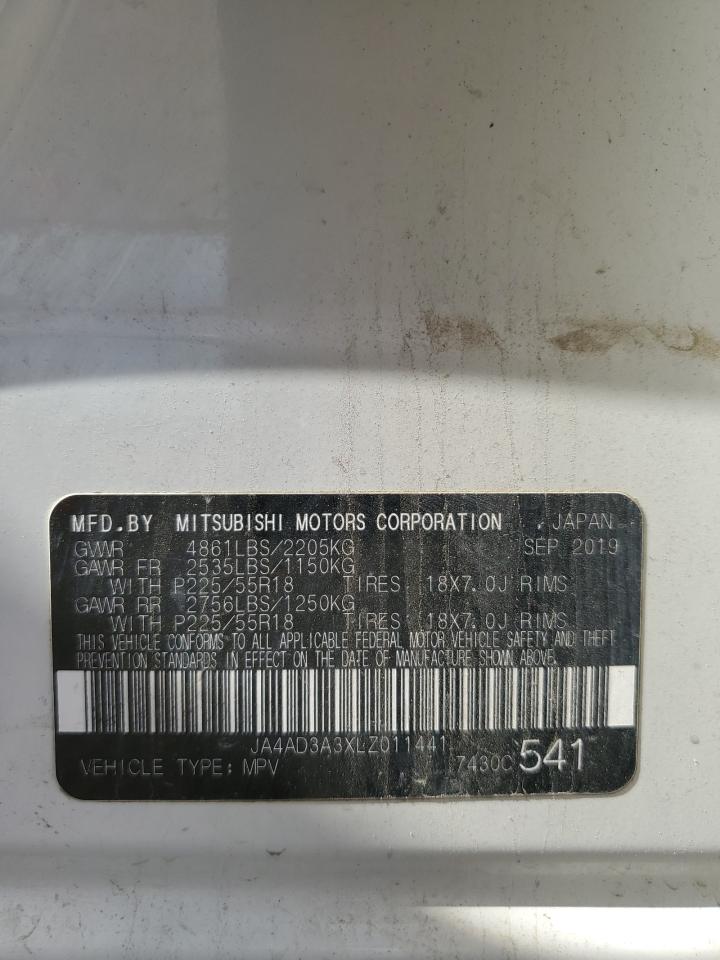 MFD.BY MITSUBISHI MOTORS CORPORATION JAPAN
GVWR 4861LBS/2205KG SEP 2019
GAWR FR 2535LBS/1150KG
WITH P225/55R18 TIRES 18X7.0J RIMS
GAWR RR 2756LBS/1250KG
WITH P225/55R18 TIRES 18X7.0J RIMS
THIS VEHICLE CONFORMS TO ALL APPLICABLE FEDERAL MOTOR VEHICLE SAFETY AND THEFT
PREVENTION STANDARDS IN EFFECT ON THE DATE OF MANUFACTURE SHOWN ABOVE.
JA4AD3A3XLZ011441
VEHICLE TYPE: MPV 7430C 541